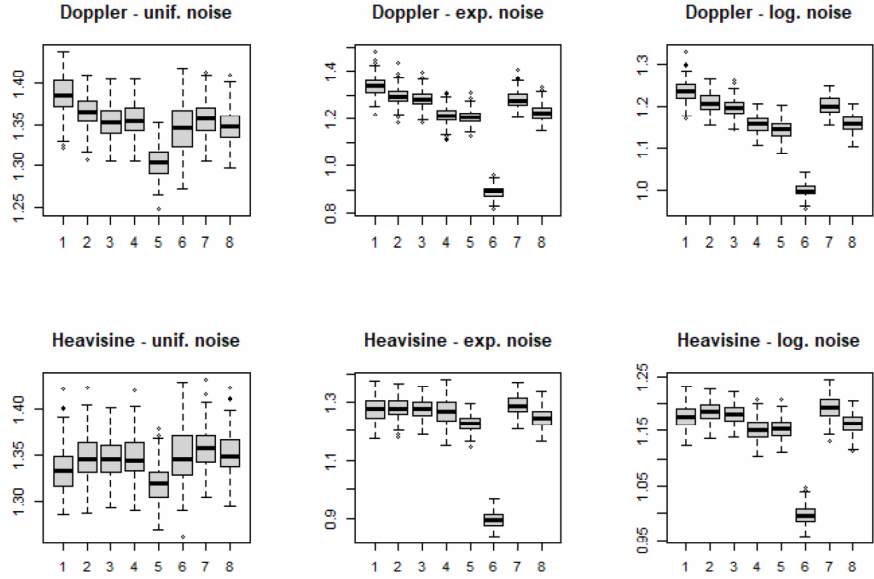 Doppler - unif. noise
Doppler - exp. noise
Doppler - log. noise
1.40
1.35
1.30
1.25
1 2 3 4 5 6 7 8
1.4
1.2
1.0
0.8
1 2 3 4 5 6 7 8
1.3
1.2
1.1
1.0
1 2 3 4 5 6 7 8
Heavisine - unif. noise
Heavisine - exp. noise
Heavisine - log. noise
1.40
1.35
1.30
1 2 3 4 5 6 7 8
1.3
1.1
0.9
1 2 3 4 5 6 7 8
1.25
1.15
1.05
0.95
1 2 3 4 5 6 7 8